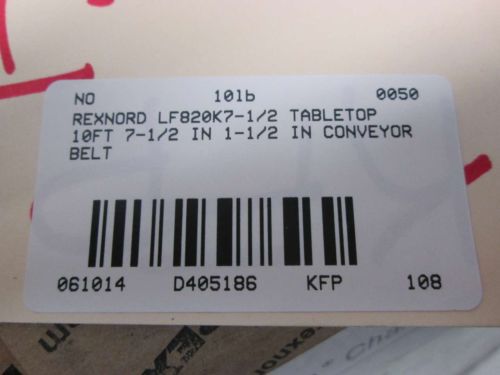 NO 10lb 0050
REXNORD LF820K7-1/2 TABLETOP
10FT 7-1/2 IN 1-1/2 IN CONVEYOR
BELT
061014 D405186 KFP 108